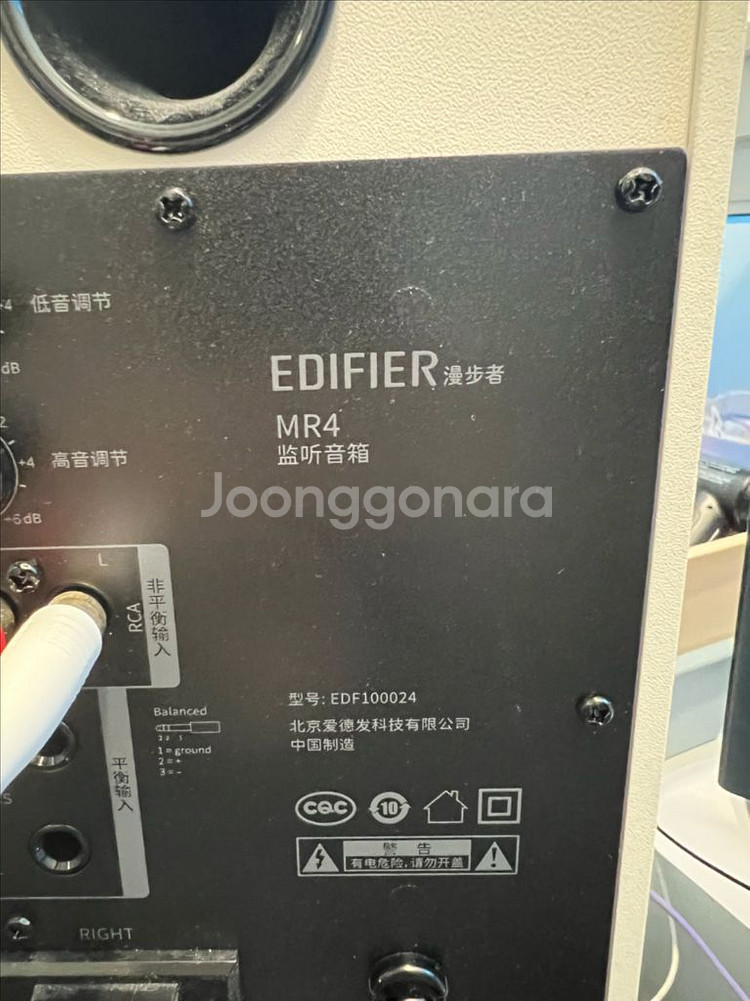 +4 低音调节
dB
EDIFIER 漫步者
MR4
监听音箱
2
+4 高音调节
+6dB
Joonggonara
L
RCA
非平衡输入
型号: EDF100024
北京爱德发科技有限公司
中国制造
Balanced
1=ground
2=+
3=-
平衡输入
CQC
10
警 告
有电危险,请勿开盖
RIGHT